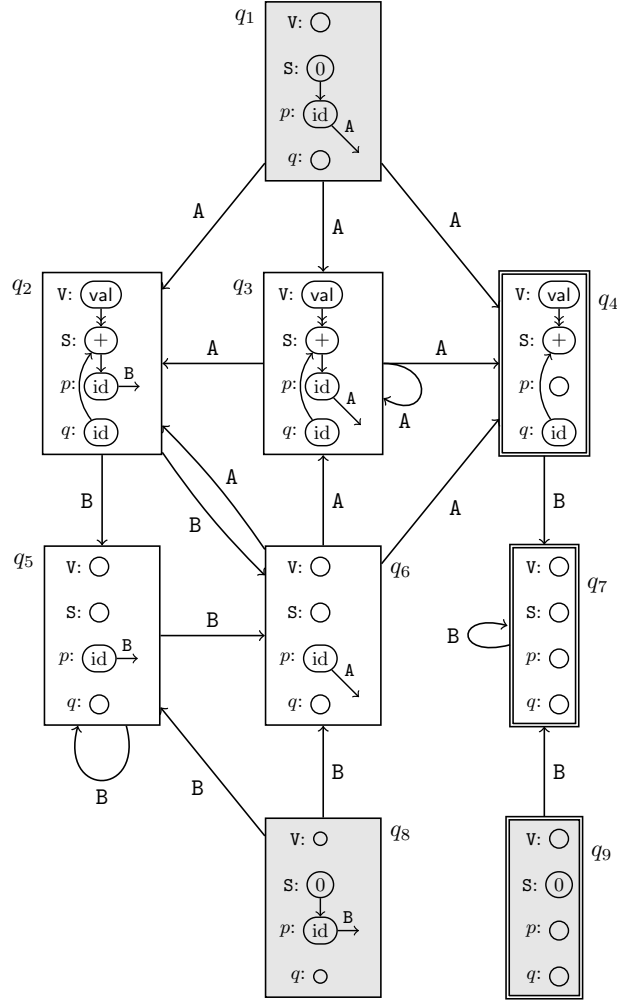 q1
V:
S: 0
p: id A
q:
A
A
A
q2
V: val
S: +
p: id B
q: id
q3
V: val
S: +
p: id A
q: id
q4
V: val
S: +
p:
q: id
A
A
A
B
A
B
A
A
B
q5
V:
S:
p: id B
q:
q6
V:
S:
p: id A
q:
q7
V:
S:
p:
q:
B
B
B
B
B
B
q8
V:
S: 0
p: id B
q:
q9
V:
S: 0
p:
q: